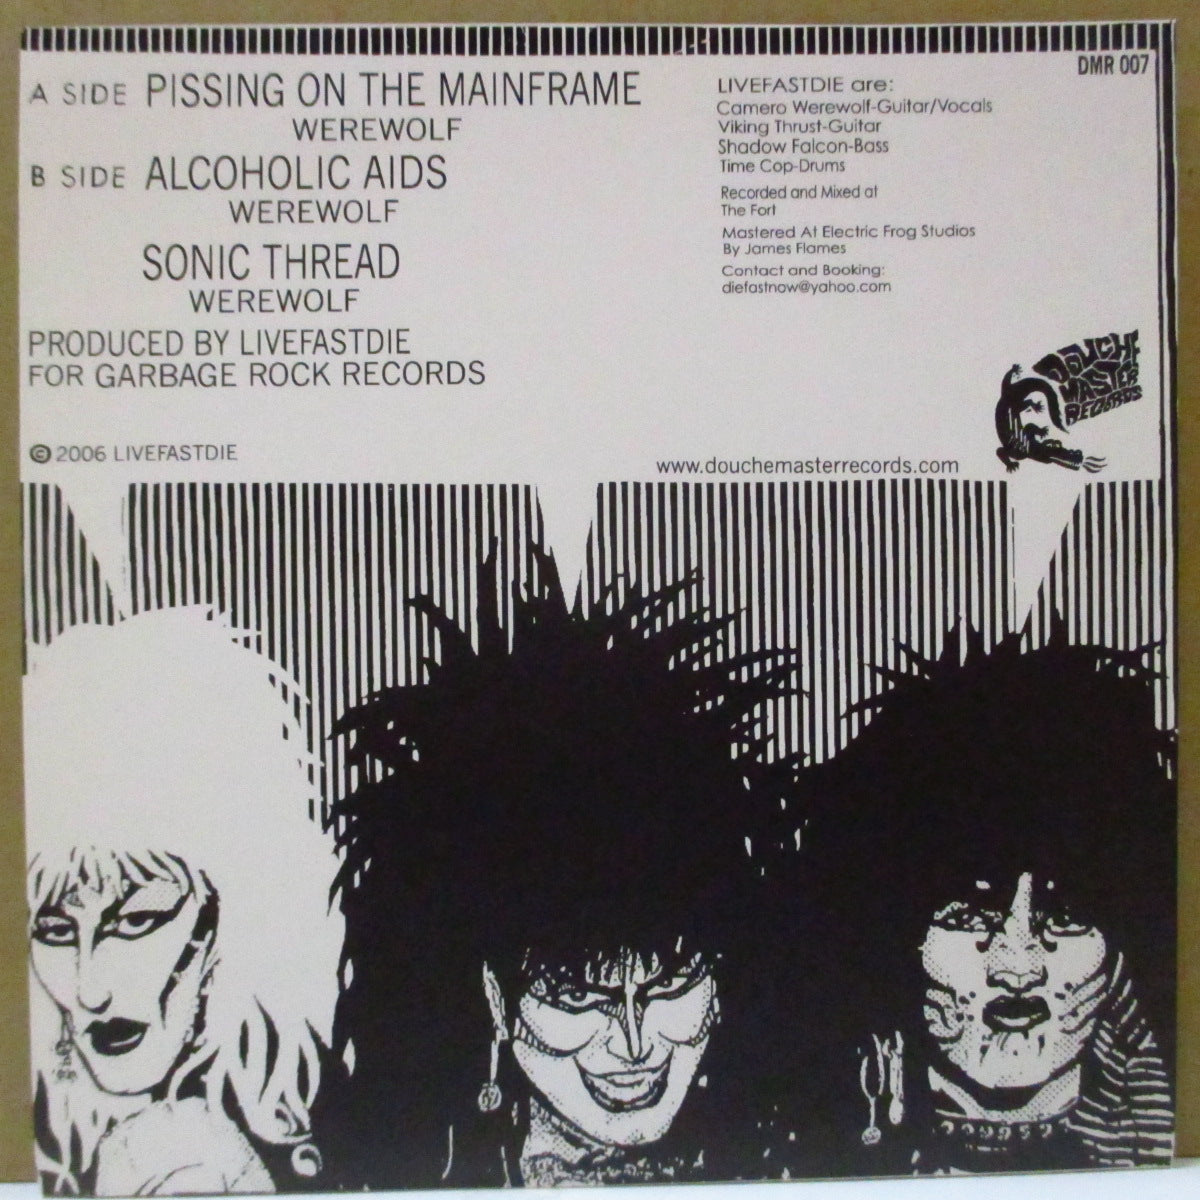 A SIDE PISSING ON THE MAINFRAME
WEREWOLF
B SIDE ALCOHOLIC AIDS
WEREWOLF
SONIC THREAD
WEREWOLF
PRODUCED BY LIVEFASTDIE
FOR GARBAGE ROCK RECORDS
© 2006 LIVEFASTDIE
DMR 007
LIVEFASTDIE are:
Camero Werewolf-Guitar/Vocals
Viking Thrust-Guitar
Shadow Falcon-Bass
Time Cop-Drums
Recorded and Mixed at
The Fort
Mastered At Electric Frog Studios
By James Flames
Contact and Booking:
diefastnow@yahoo.com
DOUCHE
MASTER
RECORDS
www.douchemasterrecords.com